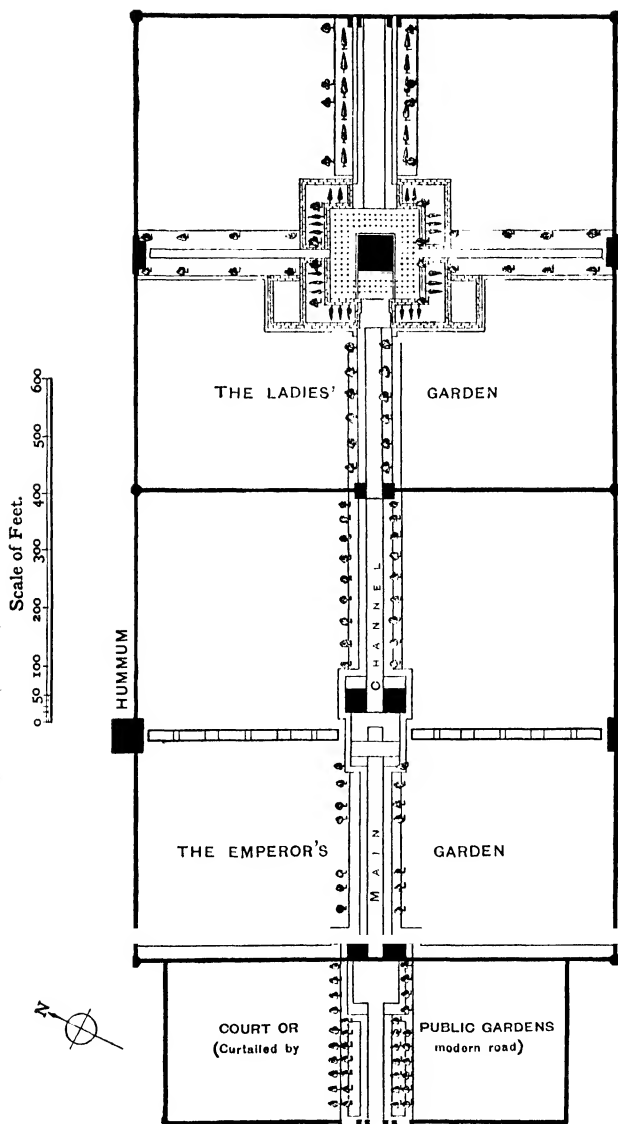 THE LADIES' GARDEN
Scale of Feet.
0 50 100 200 300 400 500 600
HUMMUM
MAIN CHANNEL
THE EMPEROR'S GARDEN
N
COURT OR PUBLIC GARDENS
(Curtailed by modern road)